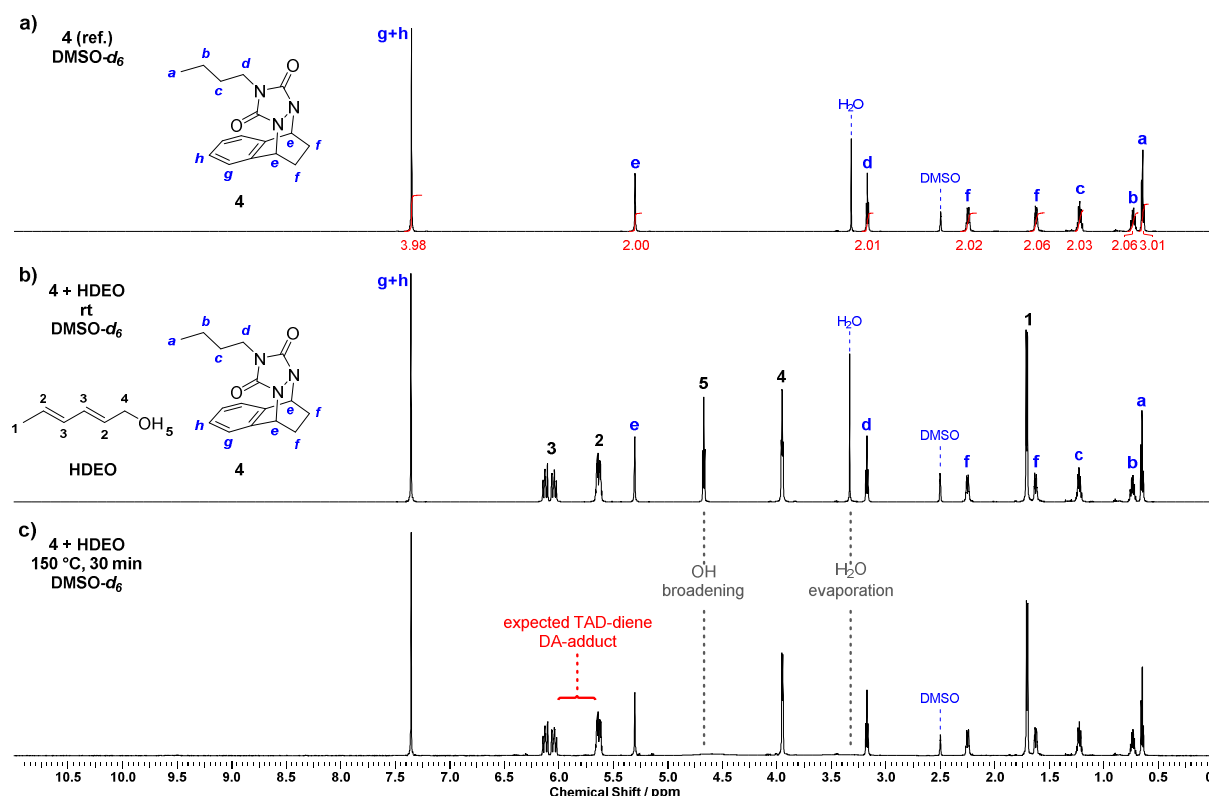 a)
4 (ref.)
DMSO-d6
a
b
c
d
O
N
N
O
N
e
e
f
f
h
g
4
g+h
e
H2O
d
DMSO
f
f
c
b
a
3.98
2.00
2.01
2.02
2.06
2.03
2.06
3.01
b)
4 + HDEO
rt
DMSO-d6
1
2
3
3
2
4
OH
5
HDEO
a
b
c
d
O
N
N
O
N
e
e
f
f
h
g
4
g+h
3
2
e
5
4
H2O
d
DMSO
f
1
f
c
b
a
c)
4 + HDEO
150 °C, 30 min
DMSO-d6
expected TAD-diene
DA-adduct
OH
broadening
H2O
evaporation
DMSO
10.5 10.0 9.5 9.0 8.5 8.0 7.5 7.0 6.5 6.0 5.5 5.0 4.5 4.0 3.5 3.0 2.5 2.0 1.5 1.0 0.5 0
Chemical Shift / ppm